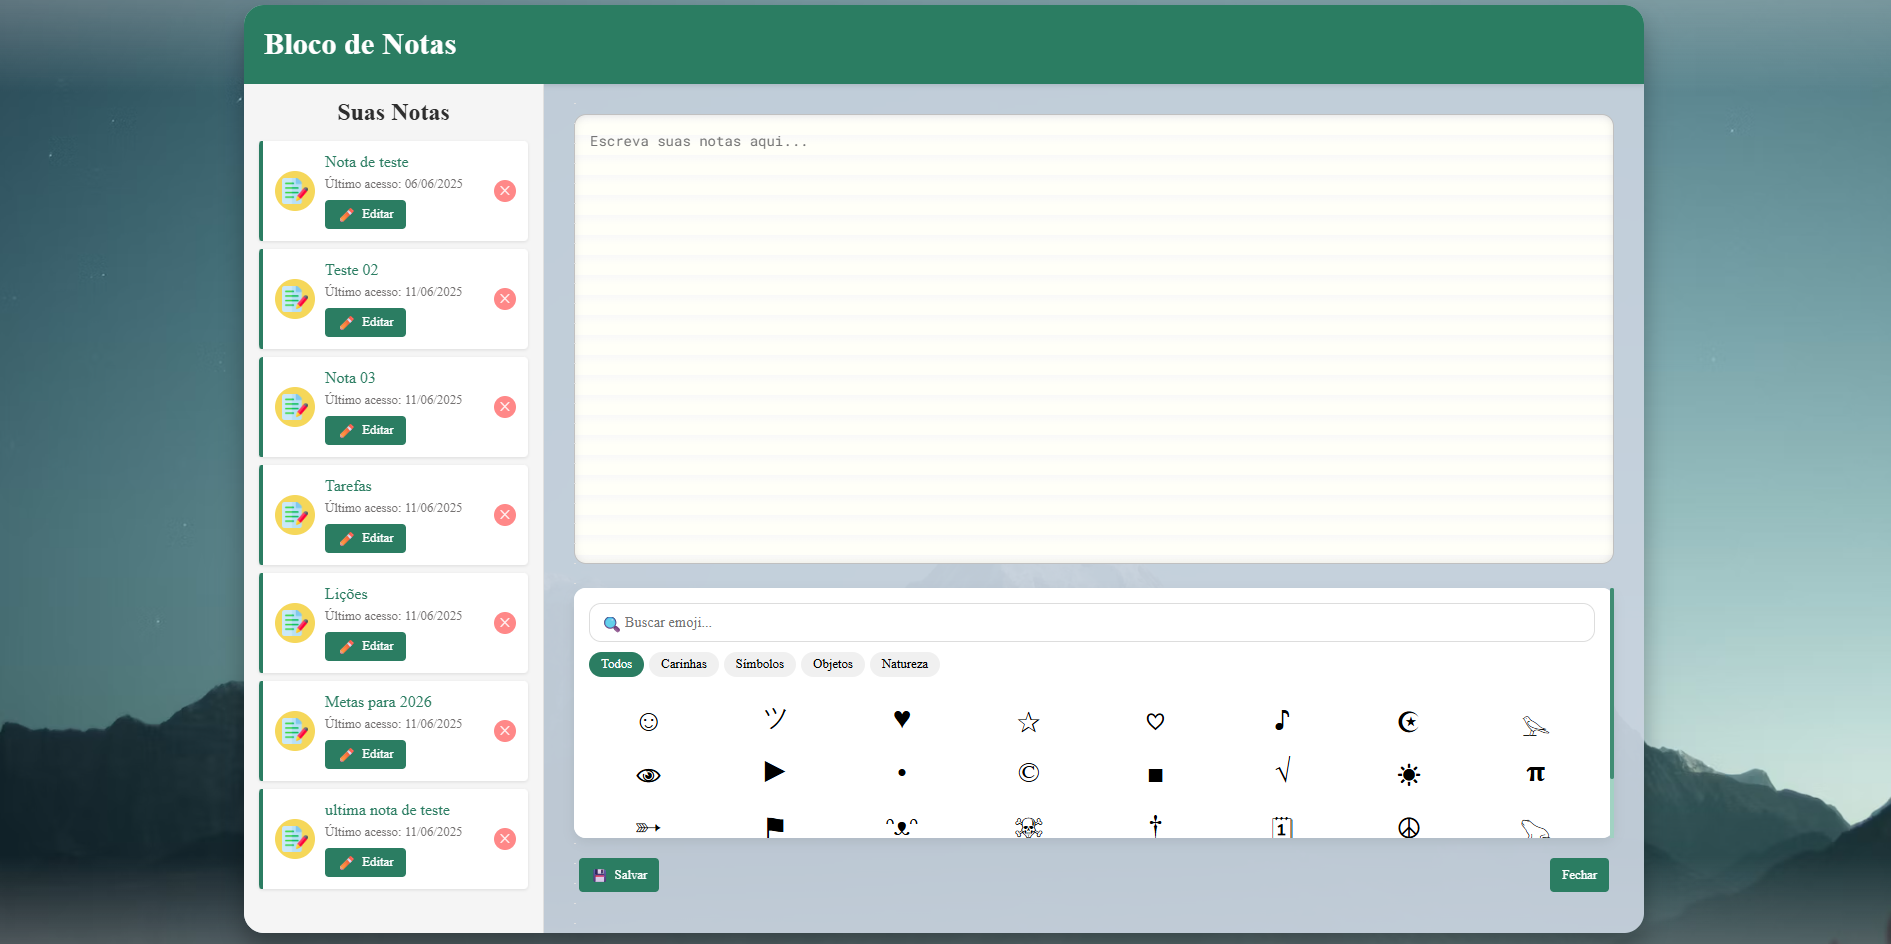 Bloco de Notas
Suas Notas
Nota de teste
Último acesso: 06/06/2025
Editar
Teste 02
Último acesso: 11/06/2025
Editar
Nota 03
Último acesso: 11/06/2025
Editar
Tarefas
Último acesso: 11/06/2025
Editar
Lições
Último acesso: 11/06/2025
Editar
Metas para 2026
Último acesso: 11/06/2025
Editar
ultima nota de teste
Último acesso: 11/06/2025
Editar
Escreva suas notas aqui...
🔍 Buscar emoji...
Todos Carinhas Símbolos Objetos Natureza
☺ ツ ♥ ☆ ♡ ♪ ☪ 𓅪
👁 ▶ • © ■ √ ☀ π
➳ ⚑ ᵔᴥᵔ ☠ † 🗓 ☮ 𓃰
Salvar
Fechar